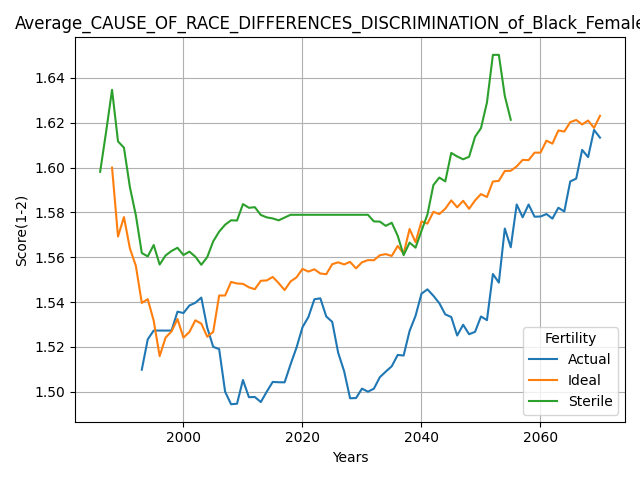 Average_CAUSE_OF_RACE_DIFFERENCES_DISCRIMINATION_of_Black_Female
1.64
1.62
1.60
1.58
1.56
1.54
1.52
1.50
Score(1-2)
2000 2020 2040 2060
Years
Fertility
Actual
Ideal
Sterile